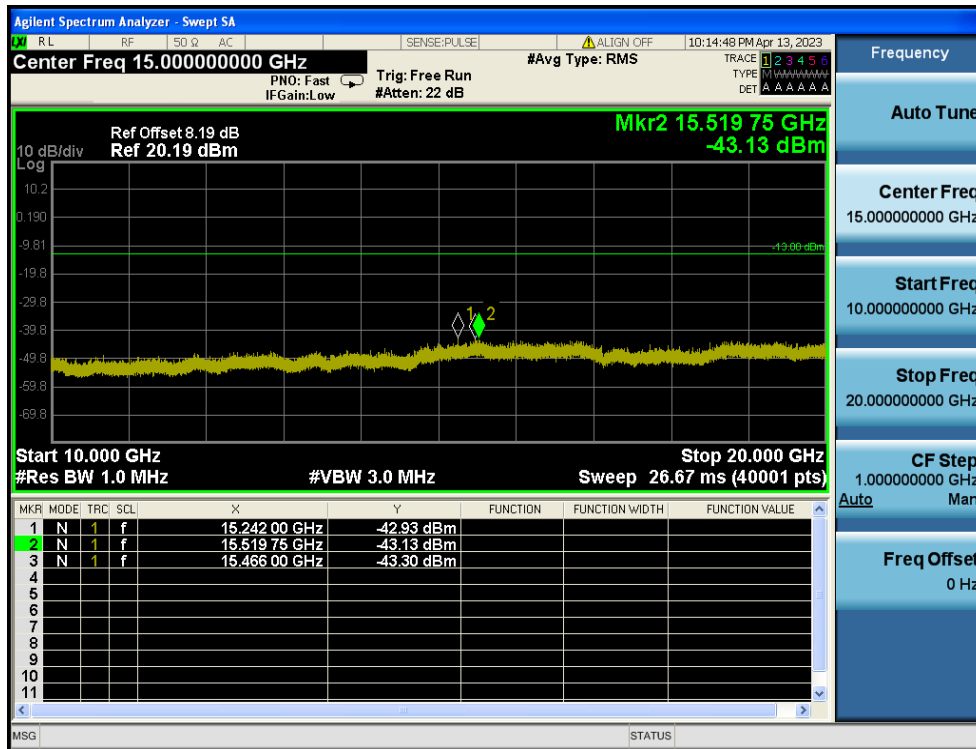 Agilent Spectrum Analyzer - Swept SA
LXI RL RF 50 Ω AC SENSE:PULSE ALIGN OFF 10:14:48 PM Apr 13, 2023
Center Freq 15.000000000 GHz #Avg Type: RMS TRACE 1 2 3 4 5 6
PNO: Fast Trig: Free Run TYPE M WWWWW
IFGain:Low #Atten: 22 dB DET A A A A A A
Mkr2 15.519 75 GHz
-43.13 dBm
Ref Offset 8.19 dB
10 dB/div Ref 20.19 dBm
Log
10.2
0.190
-9.81
-13.00 dBm
-19.8
-29.8
1 2
-39.8
-49.8
-59.8
-69.8
Start 10.000 GHz Stop 20.000 GHz
#Res BW 1.0 MHz #VBW 3.0 MHz Sweep 26.67 ms (40001 pts)
MKR MODE TRC SCL X Y FUNCTION FUNCTION WIDTH FUNCTION VALUE
1 N 1 f 15.242 00 GHz -42.93 dBm
2 N 1 f 15.519 75 GHz -43.13 dBm
3 N 1 f 15.466 00 GHz -43.30 dBm
4
5
6
7
8
9
10
11
MSG STATUS
Frequency
Auto Tune
Center Freq
15.000000000 GHz
Start Freq
10.000000000 GHz
Stop Freq
20.000000000 GHz
CF Step
1.000000000 GHz
Auto Man
Freq Offset
0 Hz